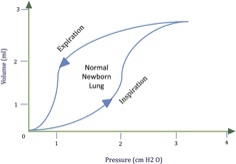 3
Expiration
Volume (ml)
2
Normal
Newborn
Lung
Inspiration
1
0
1
2
3
4
Pressure (cm H2 O)